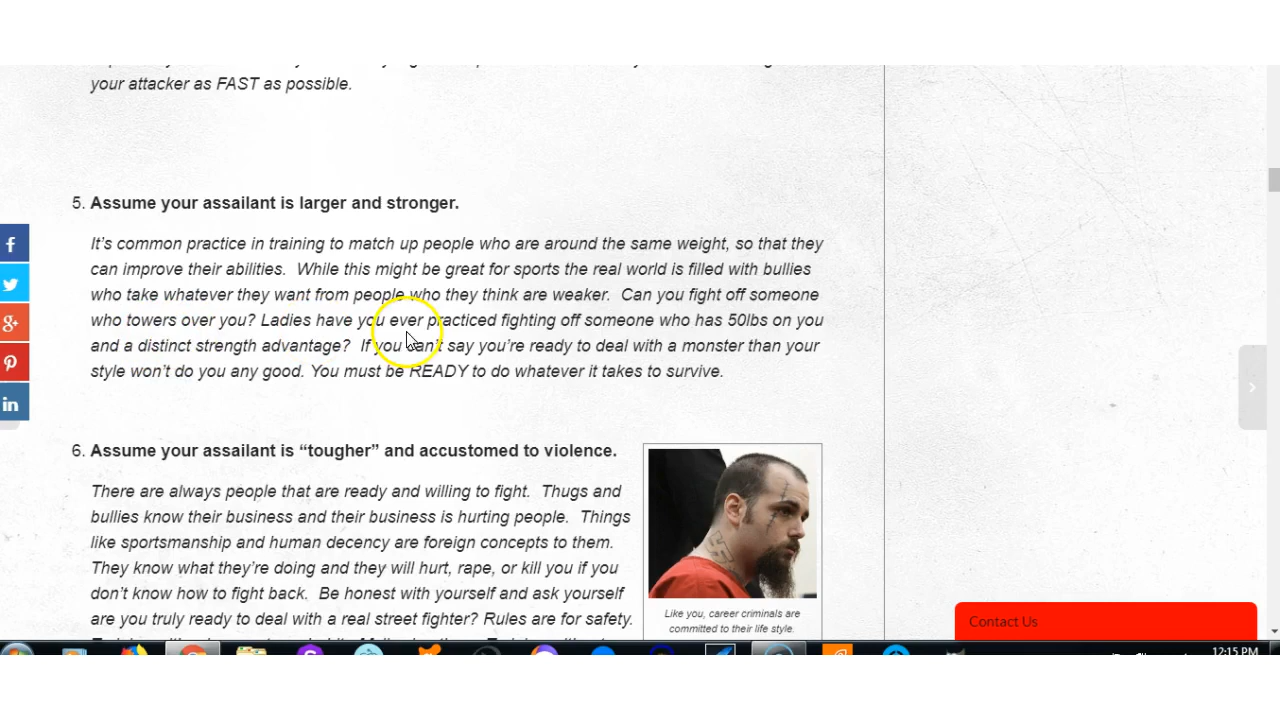 your attacker as FAST as possible.
5. Assume your assailant is larger and stronger.
It's common practice in training to match up people who are around the same weight, so that they
can improve their abilities.  While this might be great for sports the real world is filled with bullies
who take whatever they want from people who they think are weaker.  Can you fight off someone
who towers over you? Ladies have you ever practiced fighting off someone who has 50lbs on you
and a distinct strength advantage?  If you can't say you're ready to deal with a monster than your
style won't do you any good. You must be READY to do whatever it takes to survive.
6. Assume your assailant is “tougher” and accustomed to violence.
There are always people that are ready and willing to fight.  Thugs and
bullies know their business and their business is hurting people.  Things
like sportsmanship and human decency are foreign concepts to them.
They know what they're doing and they will hurt, rape, or kill you if you
don't know how to fight back.  Be honest with yourself and ask yourself
are you truly ready to deal with a real street fighter? Rules are for safety.
Like you, career criminals are
committed to their life style.
Contact Us
12:15 PM